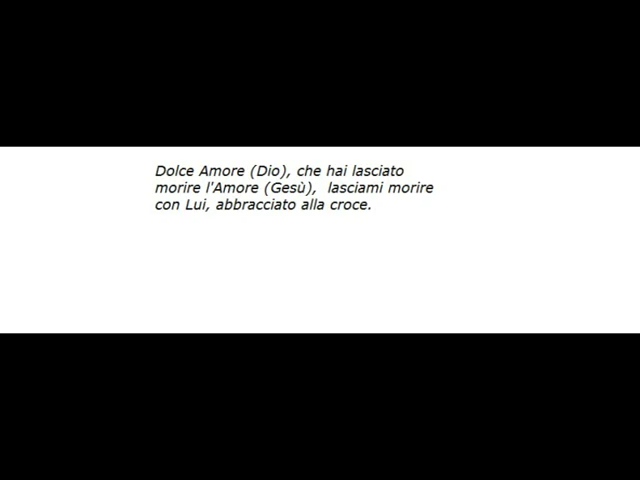 Dolce Amore (Dio), che hai lasciato
morire l'Amore (Gesù),  lasciami morire
con Lui, abbracciato alla croce.